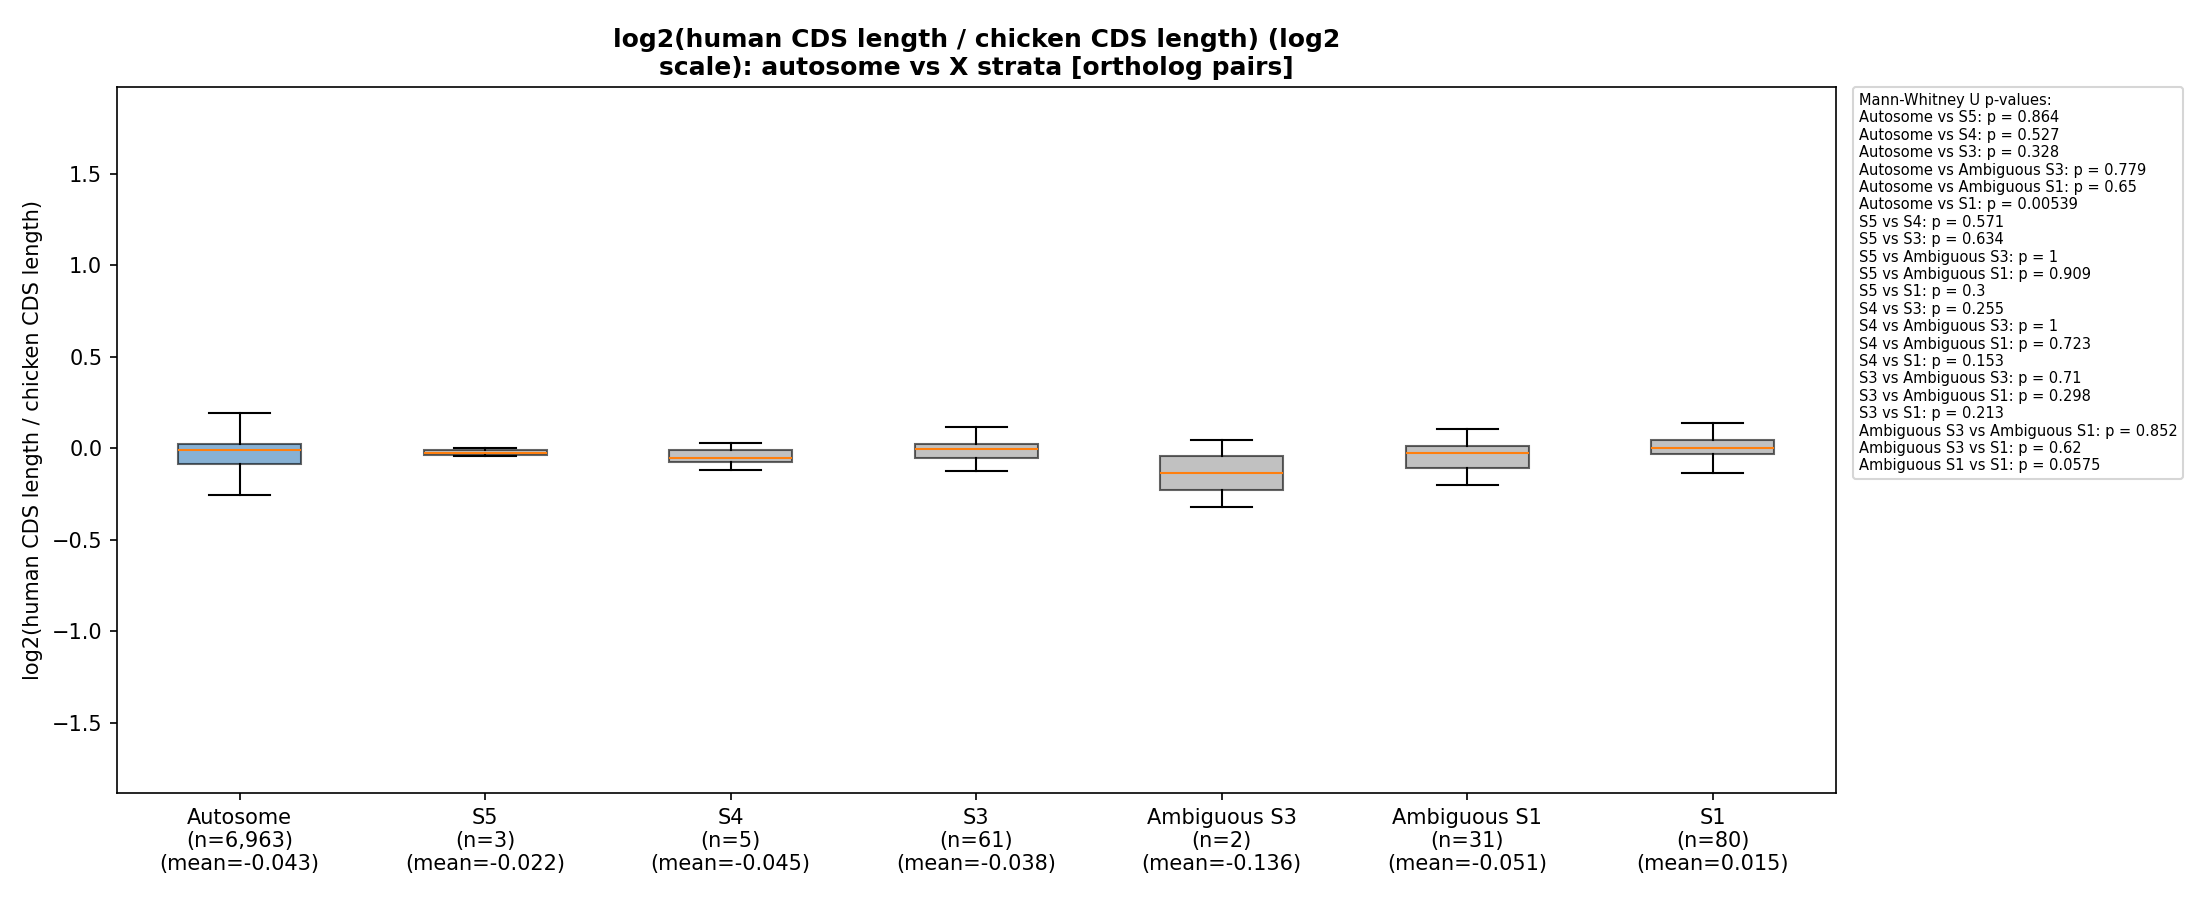 log2(human CDS length / chicken CDS length) (log2
scale): autosome vs X strata [ortholog pairs]
log2(human CDS length / chicken CDS length)
1.5
1.0
0.5
0.0
−0.5
−1.0
−1.5
Autosome
(n=6,963)
(mean=-0.043)
S5
(n=3)
(mean=-0.022)
S4
(n=5)
(mean=-0.045)
S3
(n=61)
(mean=-0.038)
Ambiguous S3
(n=2)
(mean=-0.136)
Ambiguous S1
(n=31)
(mean=-0.051)
S1
(n=80)
(mean=0.015)
Mann-Whitney U p-values:
Autosome vs S5: p = 0.864
Autosome vs S4: p = 0.527
Autosome vs S3: p = 0.328
Autosome vs Ambiguous S3: p = 0.779
Autosome vs Ambiguous S1: p = 0.65
Autosome vs S1: p = 0.00539
S5 vs S4: p = 0.571
S5 vs S3: p = 0.634
S5 vs Ambiguous S3: p = 1
S5 vs Ambiguous S1: p = 0.909
S5 vs S1: p = 0.3
S4 vs S3: p = 0.255
S4 vs Ambiguous S3: p = 1
S4 vs Ambiguous S1: p = 0.723
S4 vs S1: p = 0.153
S3 vs Ambiguous S3: p = 0.71
S3 vs Ambiguous S1: p = 0.298
S3 vs S1: p = 0.213
Ambiguous S3 vs Ambiguous S1: p = 0.852
Ambiguous S3 vs S1: p = 0.62
Ambiguous S1 vs S1: p = 0.0575